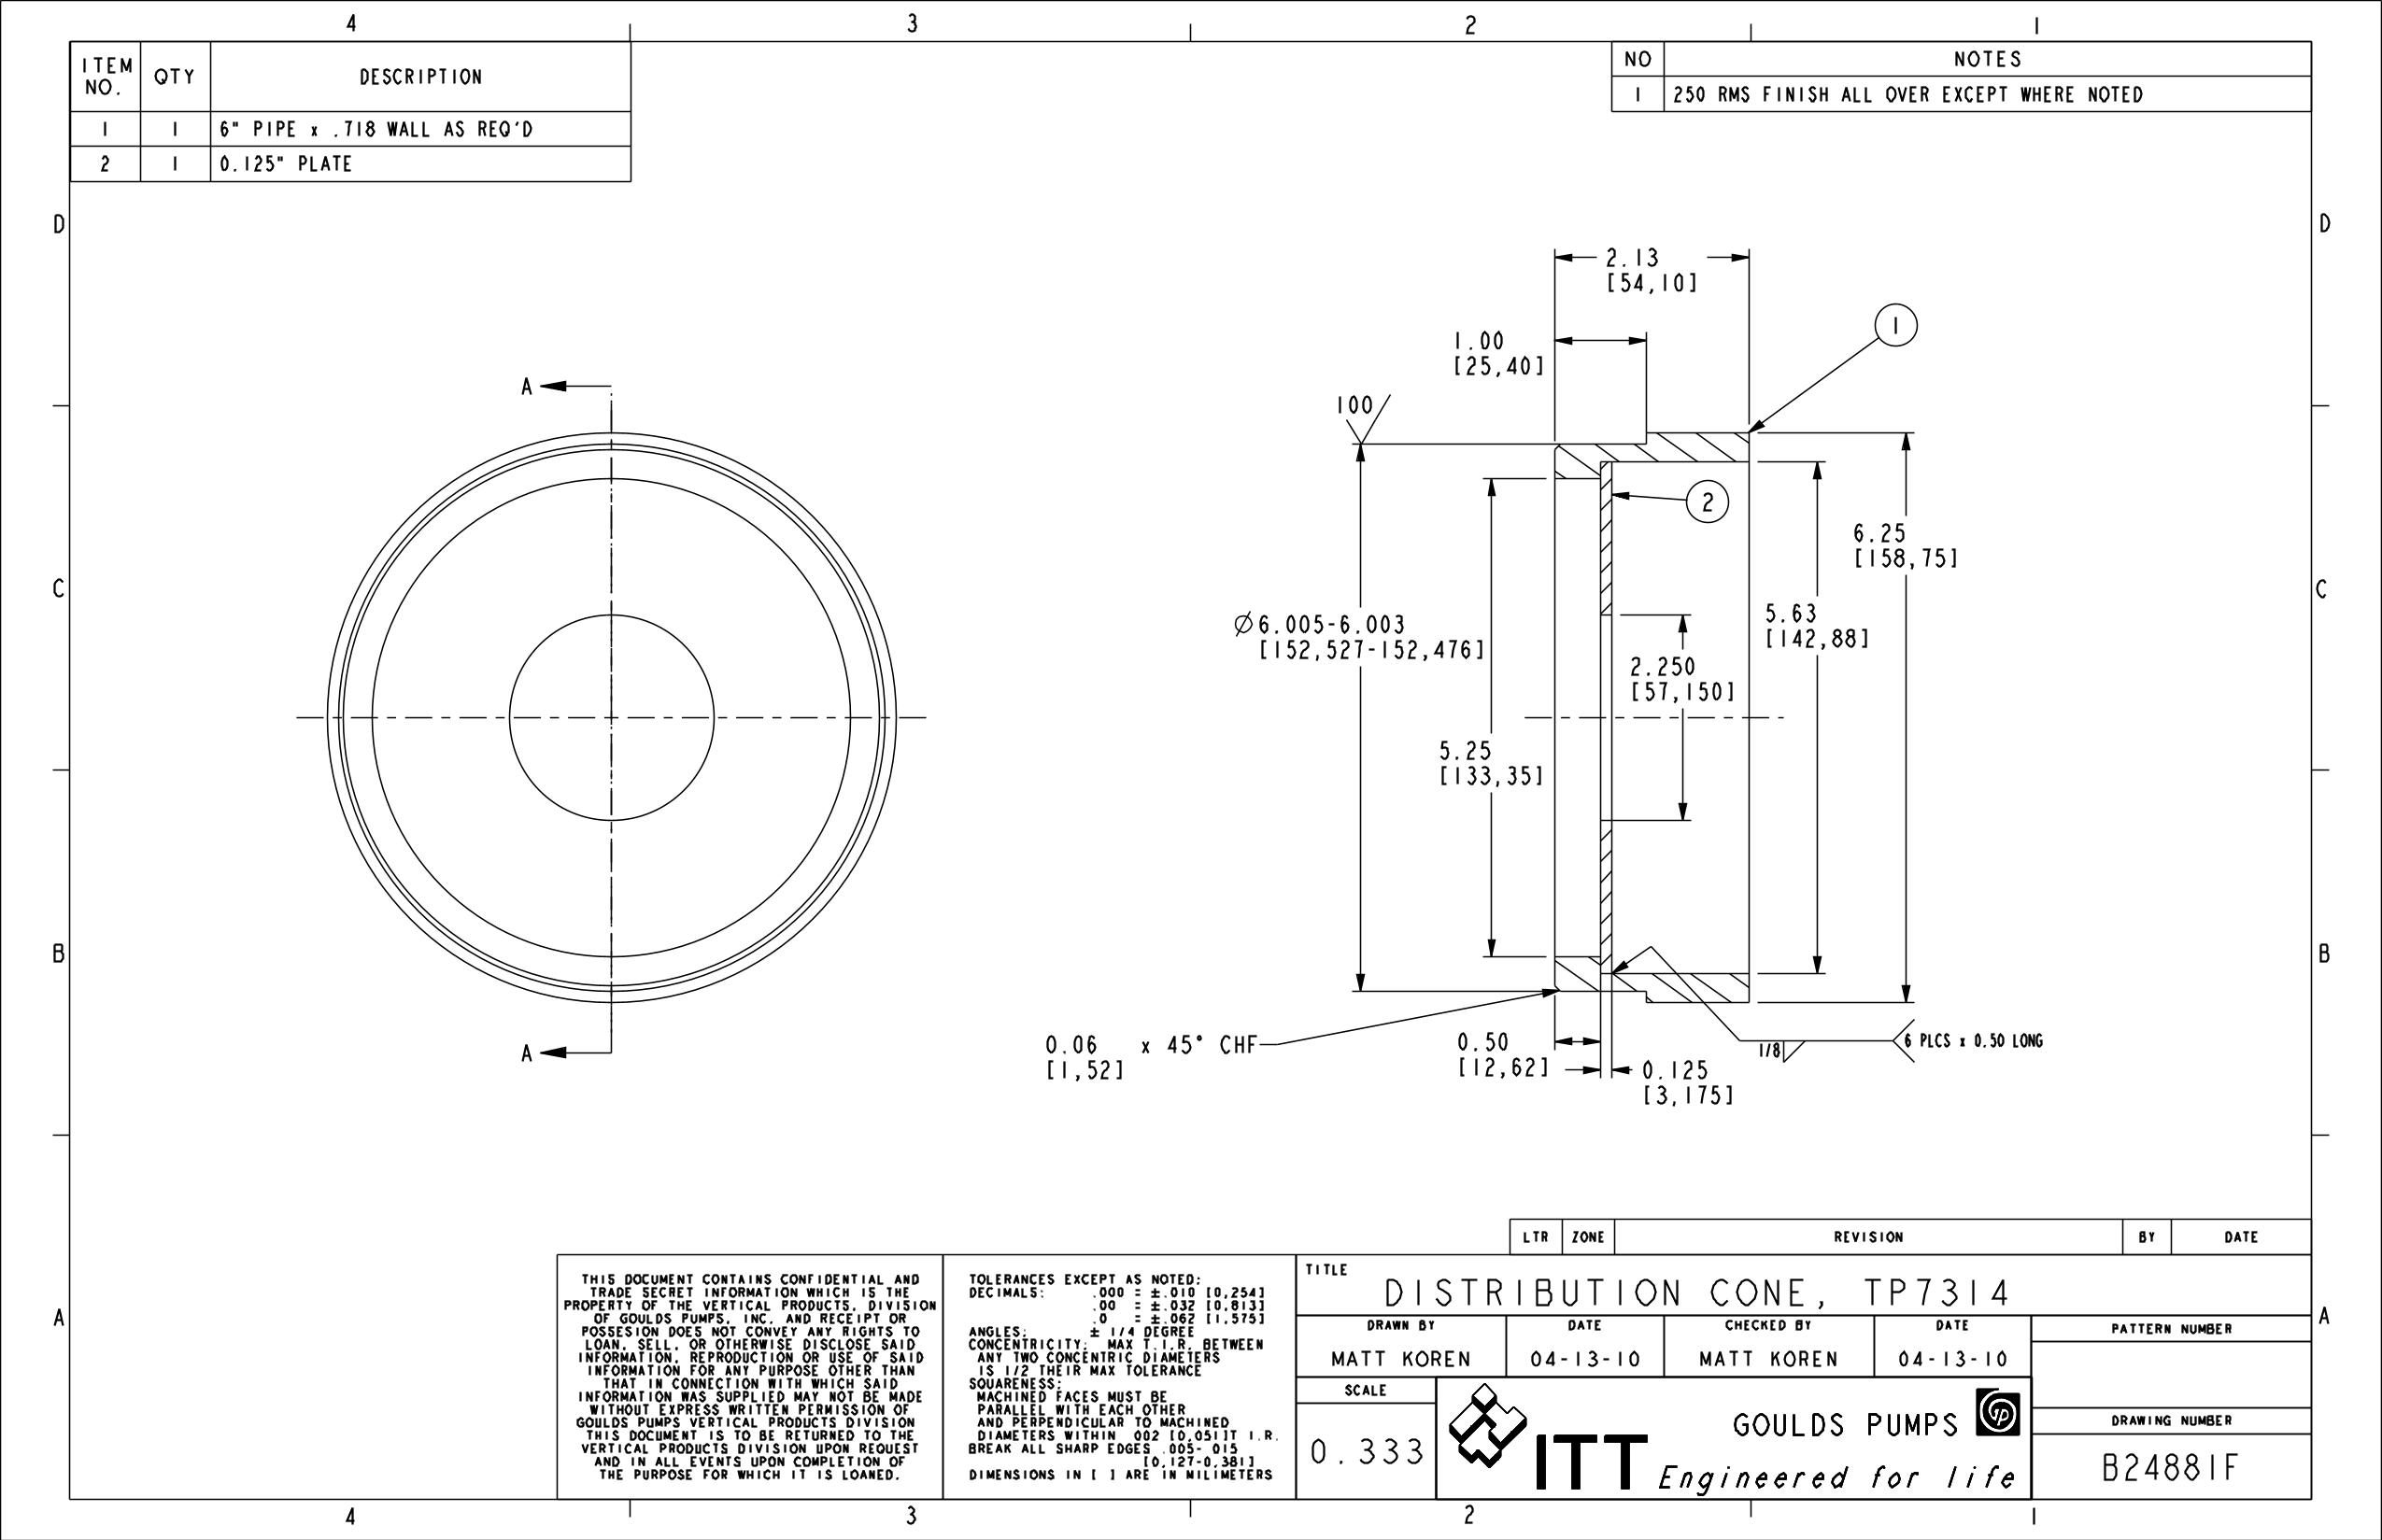 4 3 2 1
ITEM NO. QTY DESCRIPTION
1 1 6" PIPE x .718 WALL AS REQ'D
2 1 0.125" PLATE
NO NOTES
1 250 RMS FINISH ALL OVER EXCEPT WHERE NOTED
D D
2.13
[54,10]
1
1.00
[25,40]
A
100
2
6.25
[158,75]
C C
Ø6.005-6.003
[152,527-152,476]
5.63
[142,88]
2.250
[57,150]
5.25
[133,35]
B B
A
0.06 x 45° CHF
[1,52]
0.50
[12,62]
1/8
6 PLCS x 0.50 LONG
0.125
[3,175]
LTR ZONE REVISION BY DATE
A A
THIS DOCUMENT CONTAINS CONFIDENTIAL AND
TRADE SECRET INFORMATION WHICH IS THE
PROPERTY OF THE VERTICAL PRODUCTS, DIVISION
OF GOULDS PUMPS, INC. AND RECEIPT OR
POSSESION DOES NOT CONVEY ANY RIGHTS TO
LOAN, SELL, OR OTHERWISE DISCLOSE SAID
INFORMATION, REPRODUCTION OR USE OF SAID
INFORMATION FOR ANY PURPOSE OTHER THAN
THAT IN CONNECTION WITH WHICH SAID
INFORMATION WAS SUPPLIED MAY NOT BE MADE
WITHOUT EXPRESS WRITTEN PERMISSION OF
GOULDS PUMPS VERTICAL PRODUCTS DIVISION
THIS DOCUMENT IS TO BE RETURNED TO THE
VERTICAL PRODUCTS DIVISION UPON REQUEST
AND IN ALL EVENTS UPON COMPLETION OF
THE PURPOSE FOR WHICH IT IS LOANED.
TOLERANCES EXCEPT AS NOTED:
DECIMALS: .000 = ±.010 [0,254]
.00 = ±.032 [0,813]
.0 = ±.062 [1,575]
ANGLES: ± 1/4 DEGREE
CONCENTRICITY: MAX T.I.R. BETWEEN
ANY TWO CONCENTRIC DIAMETERS
IS 1/2 THEIR MAX TOLERANCE
SQUARENESS:
MACHINED FACES MUST BE
PARALLEL WITH EACH OTHER
AND PERPENDICULAR TO MACHINED
DIAMETERS WITHIN .002 [0,051]T.I.R.
BREAK ALL SHARP EDGES .005-.015
[0,127-0,381]
DIMENSIONS IN [ ] ARE IN MILIMETERS
TITLE
DISTRIBUTION CONE, TP7314
DRAWN BY DATE CHECKED BY DATE
MATT KOREN 04-13-10 MATT KOREN 04-13-10
PATTERN NUMBER
SCALE
0.333
ITT
GOULDS PUMPS
Engineered for life
DRAWING NUMBER
B24881F
4 3 2 1